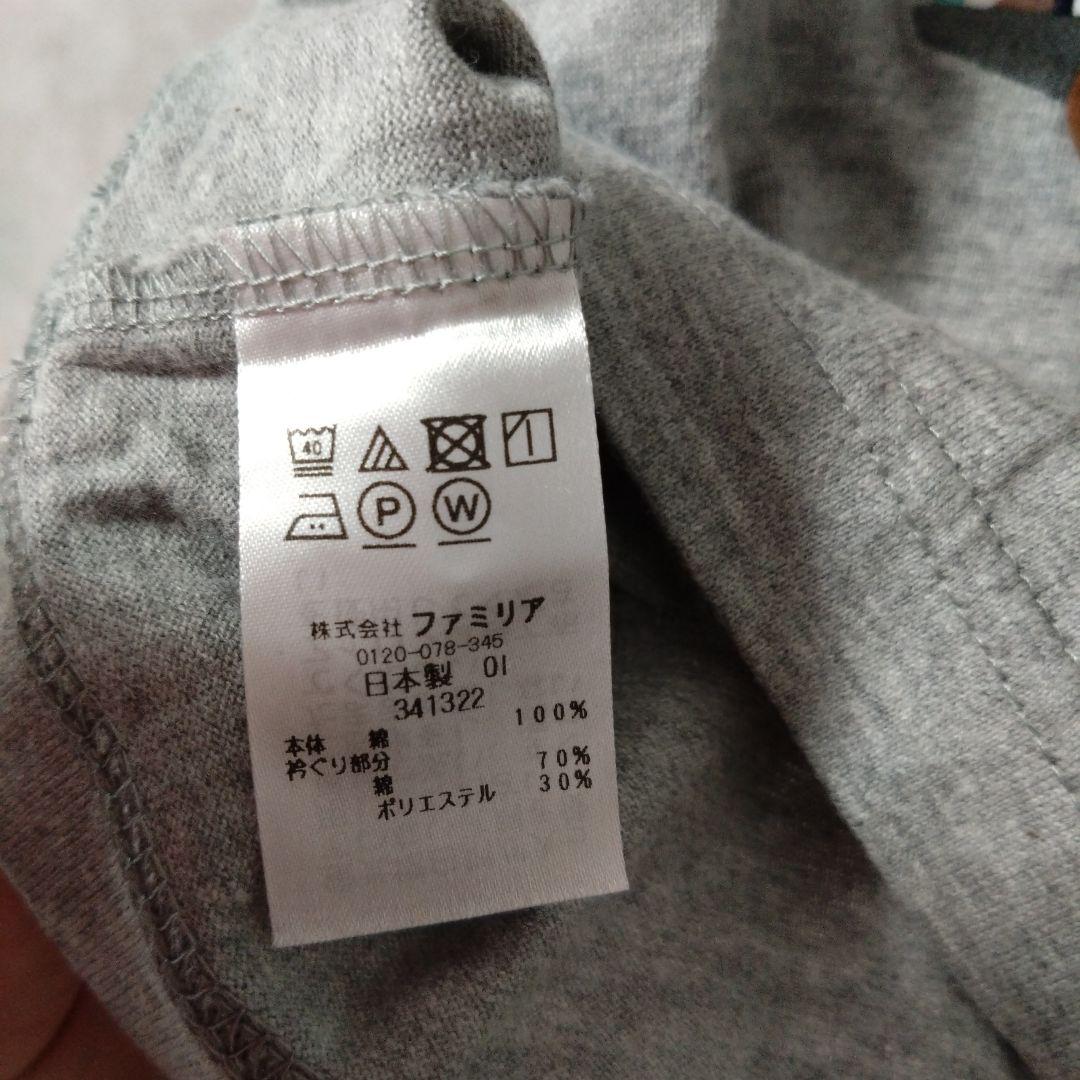 40
P W
株式会社 ファミリア
0120-078-345
日本製 01
341322
本体 綿 100%
衿ぐり部分
綿 70%
ポリエステル 30%